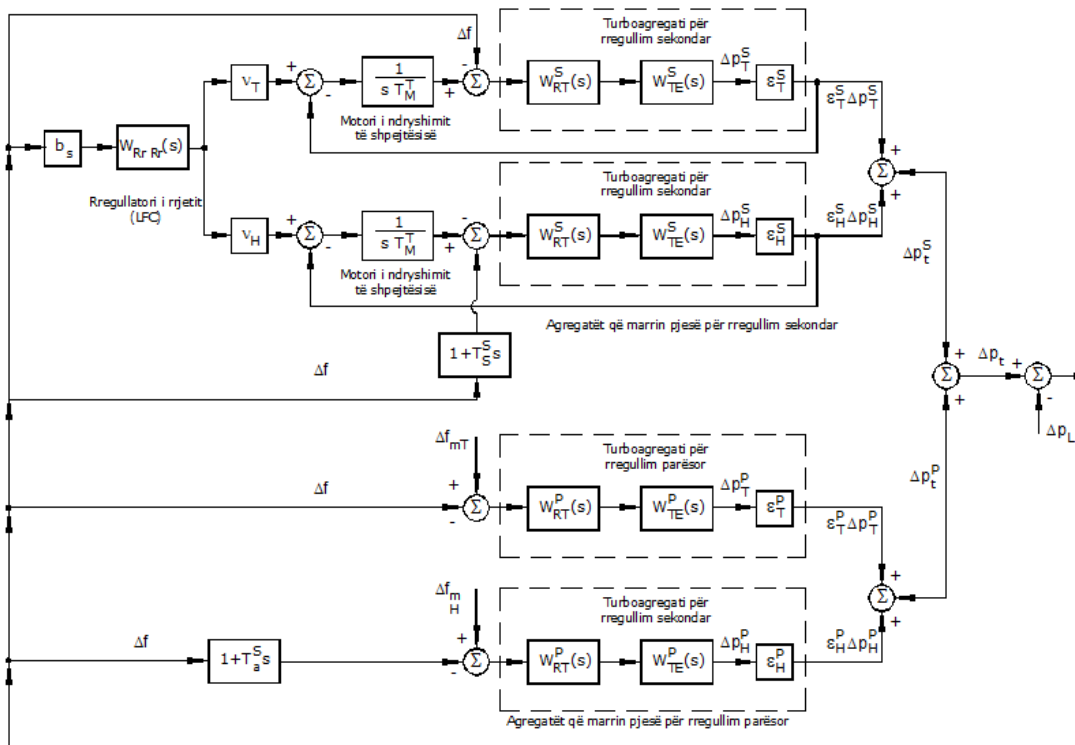 Δf
Turboagregati për
rregullim sekondar
ν_T
+
Σ
-
1
s T_M^T
-
+
Σ
W_RT^S(s)
W_TE^S(s)
Δp_T^S
ε_T^S
ε_T^S Δp_T^S
Motori i ndryshimit
të shpejtësisë
b_s
W_Rr Rr(s)
Rregullatori i rrjetit
(LFC)
+
Σ
+
Turboagregati për
rregullim sekondar
ν_H
+
Σ
-
1
s T_M^T
-
+
Σ
W_RT^S(s)
W_TE^S(s)
Δp_H^S
ε_H^S
ε_H^S Δp_H^S
Motori i ndryshimit
të shpejtësisë
Δp_t^S
Agregatët që marrin pjesë për rregullim sekondar
1+T_S^S s
Δf
+
Σ
+
Δp_t
+
Σ
-
Δp_L
Δf_mT
Turboagregati për
rregullim parësor
Δf
+
Σ
-
W_RT^P(s)
W_TE^P(s)
Δp_T^P
ε_T^P
ε_T^P Δp_T^P
Δp_t^P
+
Σ
+
Δf_m
H
Turboagregati për
rregullim sekondar
Δf
1+T_a^S s
+
Σ
-
W_RT^P(s)
W_TE^P(s)
Δp_H^P
ε_H^P
ε_H^P Δp_H^P
Agregatët që marrin pjesë për rregullim parësor